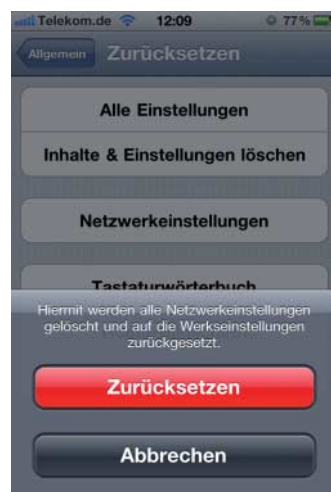 Telekom.de 12:09 77 %
Allgemein Zurücksetzen
Alle Einstellungen
Inhalte & Einstellungen löschen
Netzwerkeinstellungen
Tastaturwörterbuch
Hiermit werden alle Netzwerkeinstellungen
gelöscht und auf die Werkseinstellungen
zurückgesetzt.
Zurücksetzen
Abbrechen